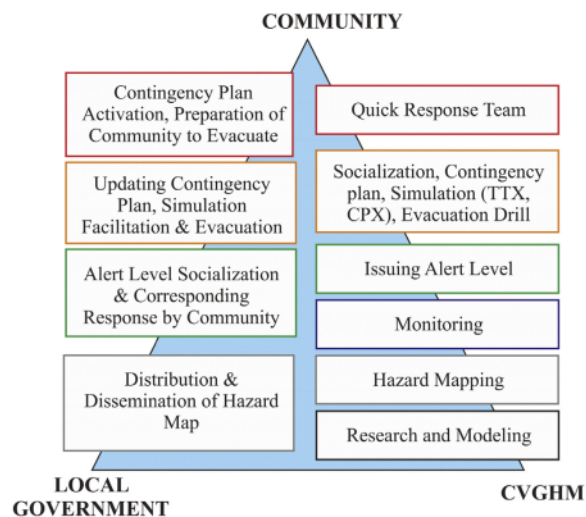 COMMUNITY
Contingency Plan
Activation, Preparation of
Community to Evacuate
Quick Response Team
Updating Contingency
Plan, Simulation
Facilitation & Evacuation
Socialization, Contingency
plan, Simulation (TTX,
CPX), Evacuation Drill
Alert Level Socialization
& Corresponding
Response by Community
Issuing Alert Level
Monitoring
Distribution &
Dissemination of Hazard
Map
Hazard Mapping
Research and Modeling
LOCAL
GOVERNMENT
CVGHM